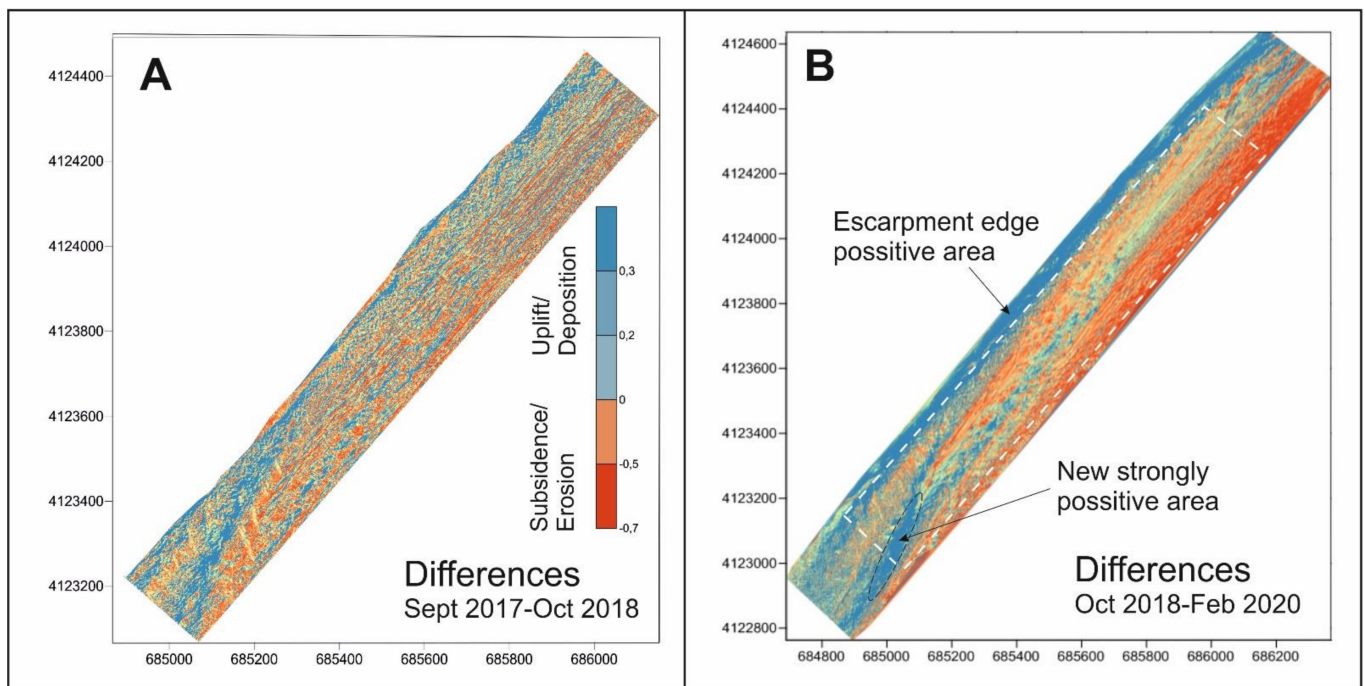 A
4124400
4124200
4124000
4123800
4123600
4123400
4123200
685000 685200 685400 685600 685800 686000
Uplift/
Deposition
Subsidence/
Erosion
0,3
0,2
0
-0,5
-0,7
Differences
Sept 2017-Oct 2018
B
4124600
4124400
4124200
4124000
4123800
4123600
4123400
4123200
4123000
4122800
684800 685000 685200 685400 685600 685800 686000 686200
Escarpment edge
possitive area
New strongly
possitive area
Differences
Oct 2018-Feb 2020